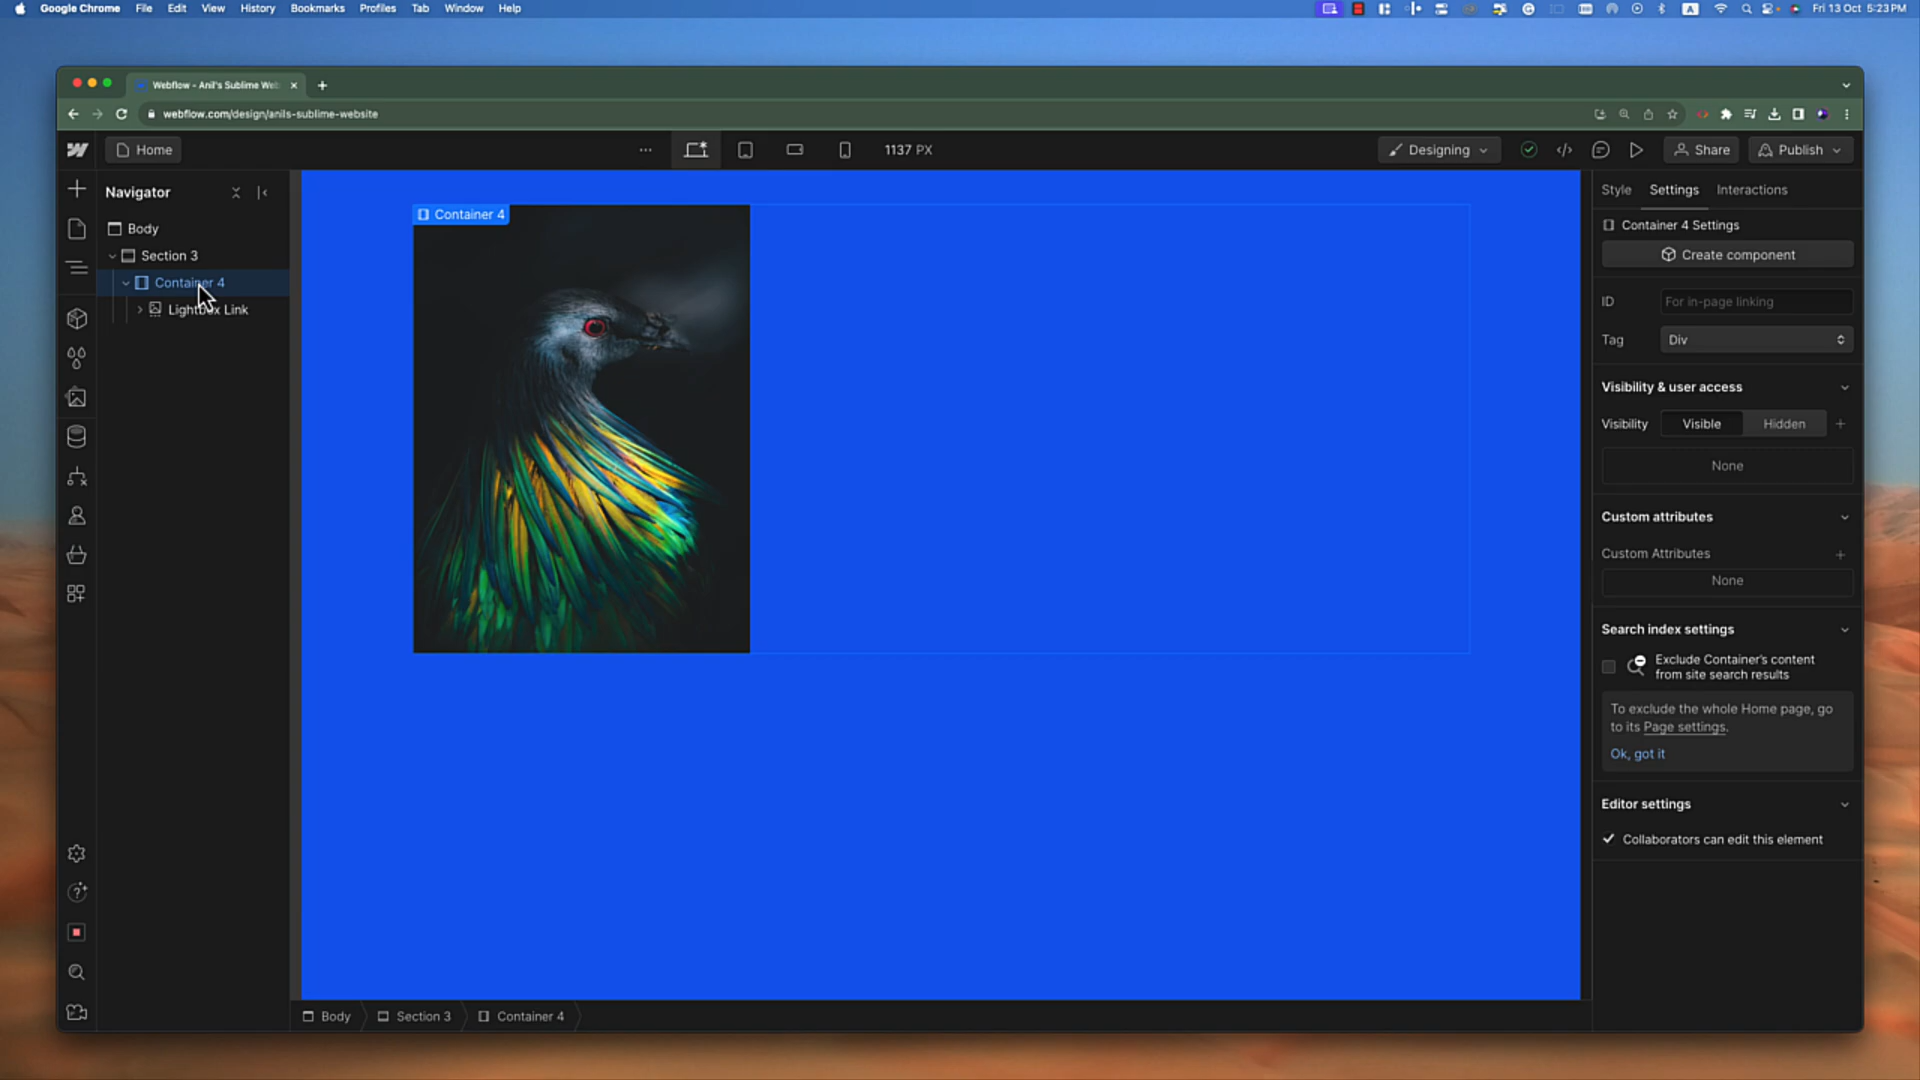 Google Chrome File Edit View History Bookmarks Profiles Tab Window Help
A
Fri 13 Oct 5:23 PM
Webflow - Anil's Sublime Web
webflow.com/design/anils-sublime-website
Home
1137 PX
Designing
Share
Publish
Navigator
Body
Section 3
Container 4
Lightbox Link
Container 4
Style Settings Interactions
Container 4 Settings
Create component
ID For in-page linking
Tag Div
Visibility & user access
Visibility Visible Hidden
None
Custom attributes
Custom Attributes
None
Search index settings
Exclude Container's content
from site search results
To exclude the whole Home page, go
to its Page settings.
Ok, got it
Editor settings
Collaborators can edit this element
Body Section 3 Container 4